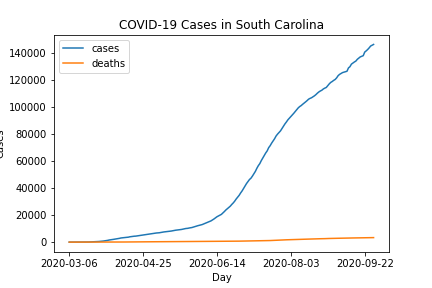 COVID-19 Cases in South Carolina
cases
deaths
140000
120000
100000
80000
60000
40000
20000
0
cases
2020-03-06 2020-04-25 2020-06-14 2020-08-03 2020-09-22
Day